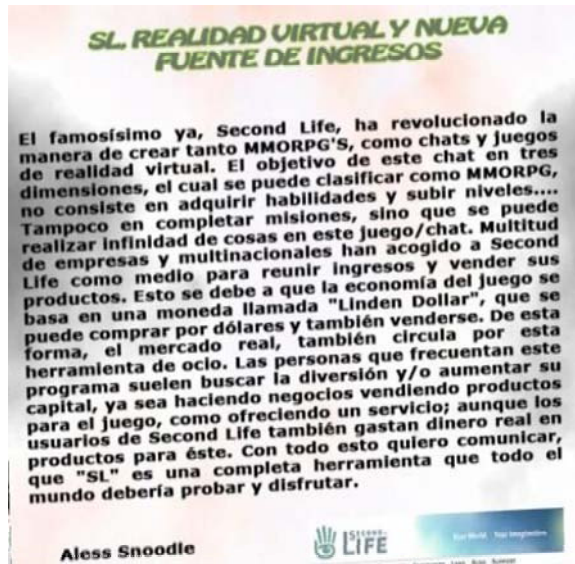 SL. REALIDAD VIRTUAL Y NUEVA
FUENTE DE INGRESOS
El famosísimo ya, Second Life, ha revolucionado la
manera de crear tanto MMORPG'S, como chats y juegos
de realidad virtual. El objetivo de este chat en tres
dimensiones, el cual se puede clasificar como MMORPG,
no consiste en adquirir habilidades y subir niveles....
Tampoco en completar misiones, sino que se puede
realizar infinidad de cosas en este juego/chat. Multitud
de empresas y multinacionales han acogido a Second
Life como medio para reunir ingresos y vender sus
productos. Esto se debe a que la economía del juego se
basa en una moneda llamada "Linden Dollar", que se
puede comprar por dólares y también venderse. De esta
forma, el mercado real, también circula por esta
herramienta de ocio. Las personas que frecuentan este
programa suelen buscar la diversión y/o aumentar su
capital, ya sea haciendo negocios vendiendo productos
para el juego, como ofreciendo un servicio; aunque los
usuarios de Second Life también gastan dinero real en
productos para éste. Con todo esto quiero comunicar,
que "SL" es una completa herramienta que todo el
mundo debería probar y disfrutar.
Aless Snoodle
SECOND
LIFE
Your World. Your Imagination.